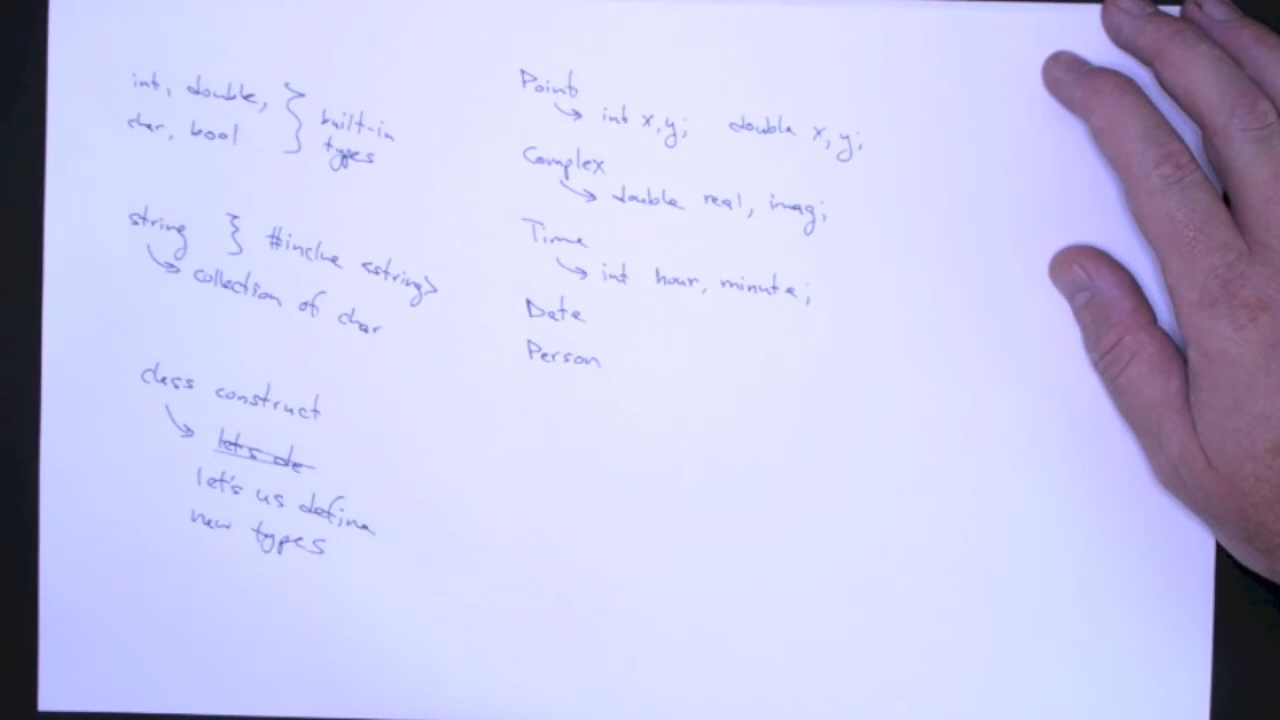 int, double,
char, bool
built-in
types
string } #inclue <string>
collection of char
class construct
let's de
let's us define
new types
Point
int x,y; double x, y;
Complex
double real, imag;
Time
int hour, minute;
Date
Person